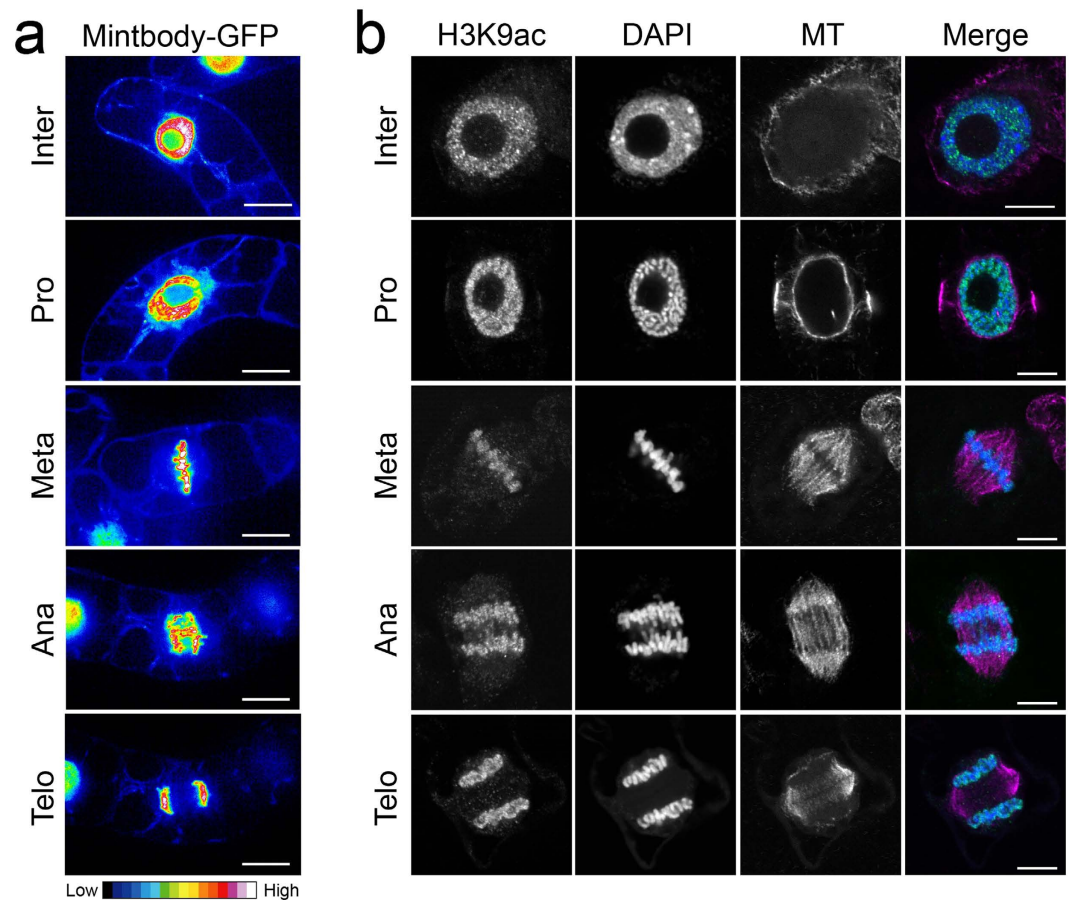 a
Mintbody-GFP
b
H3K9ac
DAPI
MT
Merge
Inter
Inter
Pro
Pro
Meta
Meta
Ana
Ana
Telo
Telo
Low
High